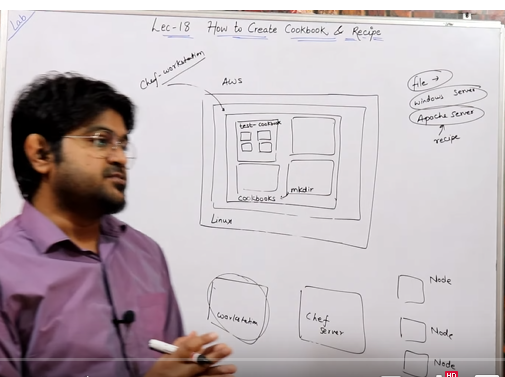 Lab
Lec-18 How to Create Cookbook & Recipe
Chef-workstation
AWS
file →
windows server
Apache server
recipe
test-cookbook
mkdir
cookbooks
Linux
Workstation
Chef
Server
Node
Node
Node
HD